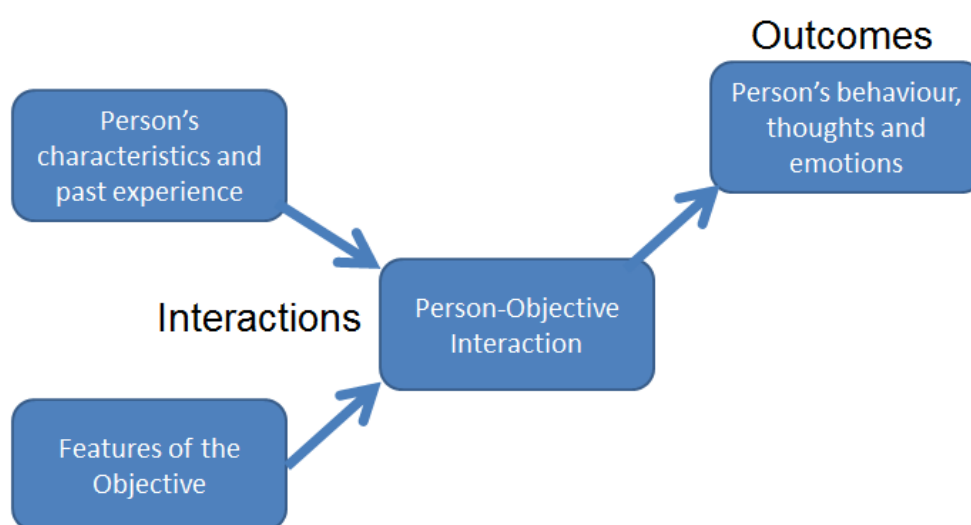 Outcomes
Person's behaviour,
thoughts and
emotions
Person's
characteristics and
past experience
Interactions
Person-Objective
Interaction
Features of the
Objective